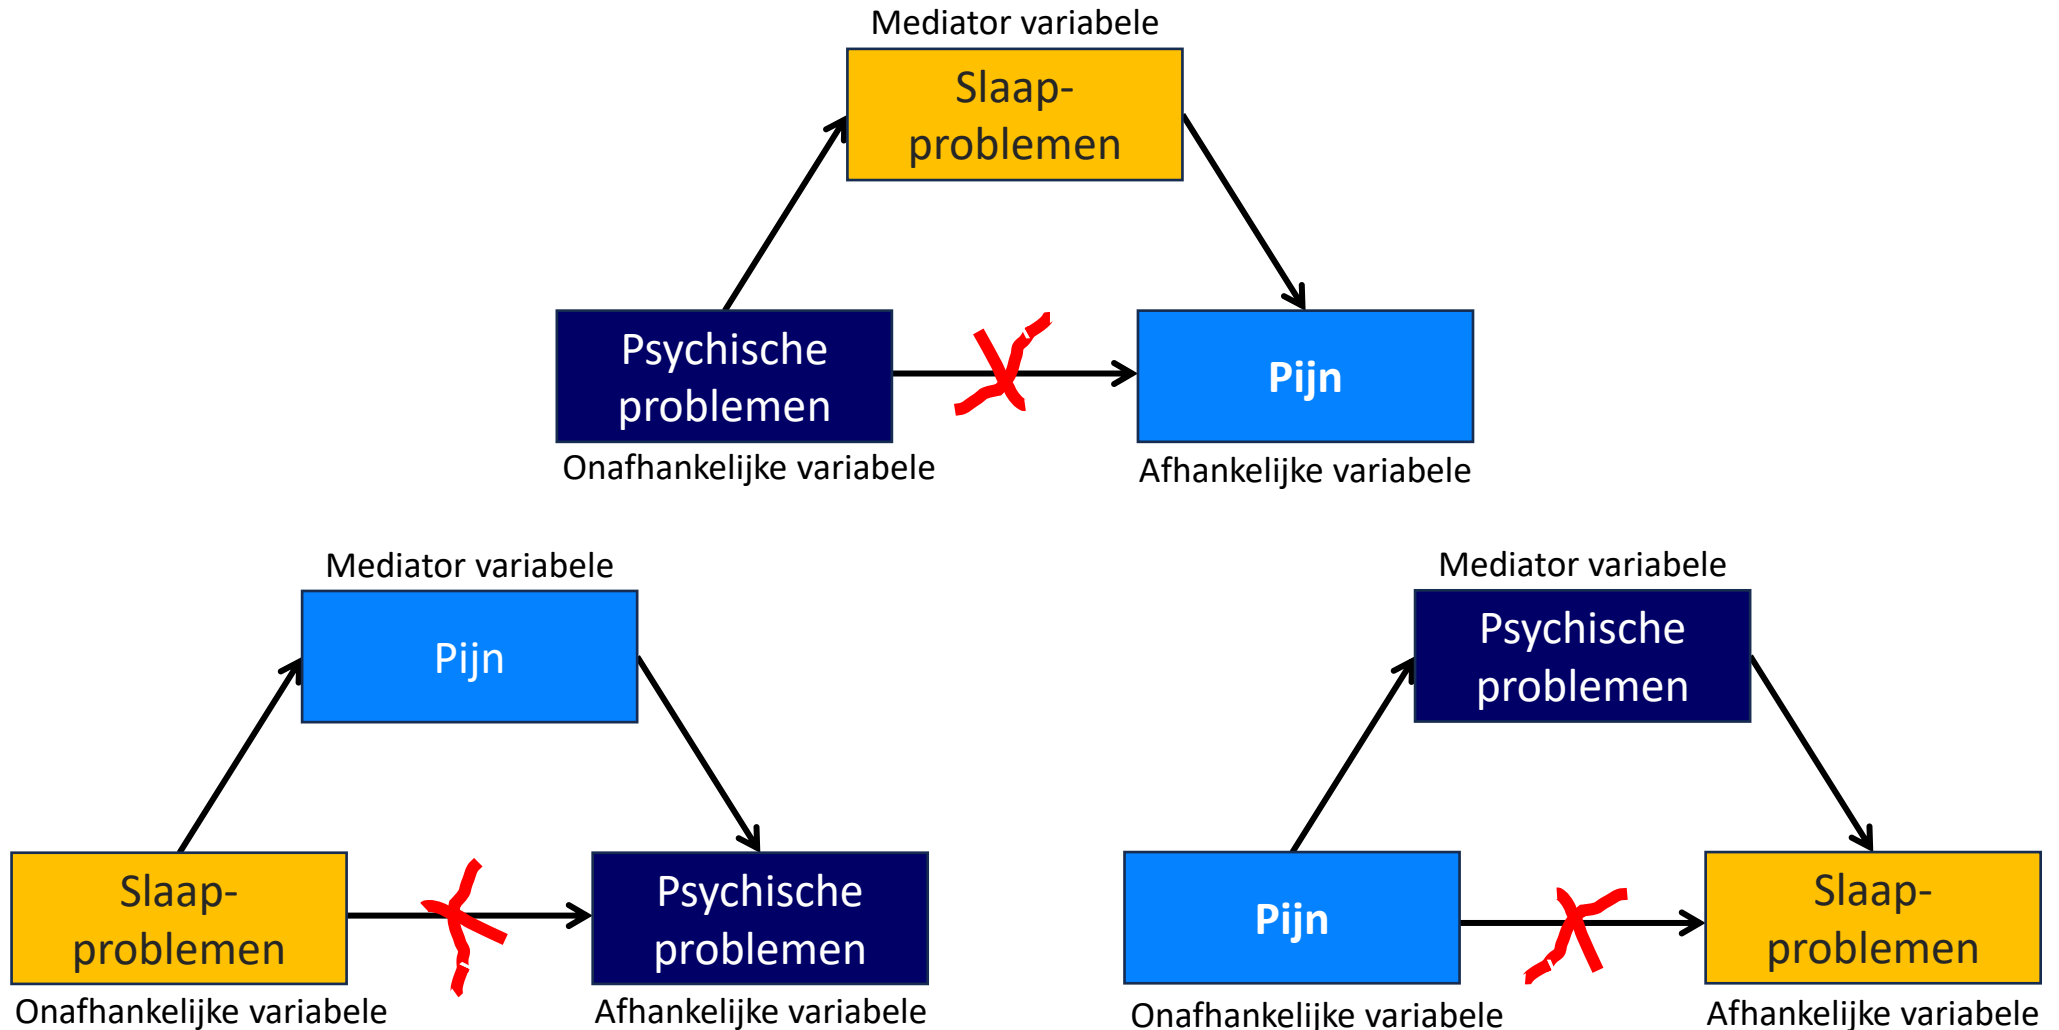 Mediator variabele
Slaap-
problemen
Psychische
problemen
Pijn
Onafhankelijke variabele
Afhankelijke variabele
Mediator variabele
Pijn
Slaap-
problemen
Psychische
problemen
Onafhankelijke variabele
Afhankelijke variabele
Mediator variabele
Psychische
problemen
Pijn
Slaap-
problemen
Onafhankelijke variabele
Afhankelijke variabele